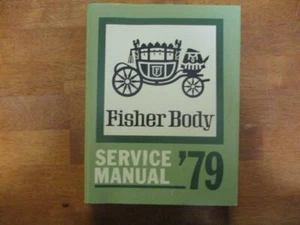 Fisher Body
SERVICE
MANUAL '79